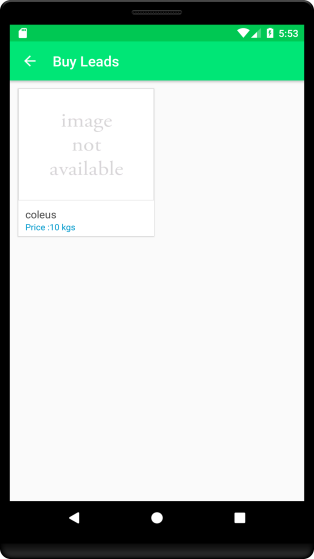 5:53
Buy Leads
image
not
available
coleus
Price :10 kgs